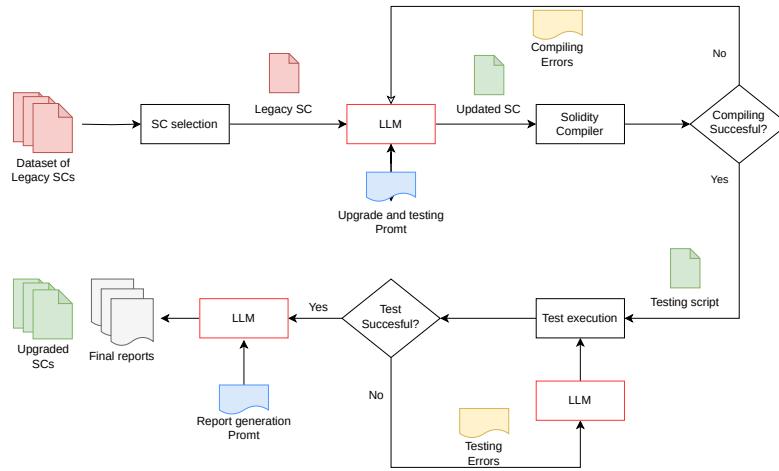 Compiling
Errors
No
Legacy SC
Updated SC
SC selection
LLM
Solidity
Compiler
Compiling
Succesful?
Dataset of
Legacy SCs
Upgrade and testing
Promt
Yes
Testing script
Upgraded
SCs
Final reports
LLM
Yes
Test
Succesful?
Test execution
Report generation
Promt
No
Testing
Errors
LLM